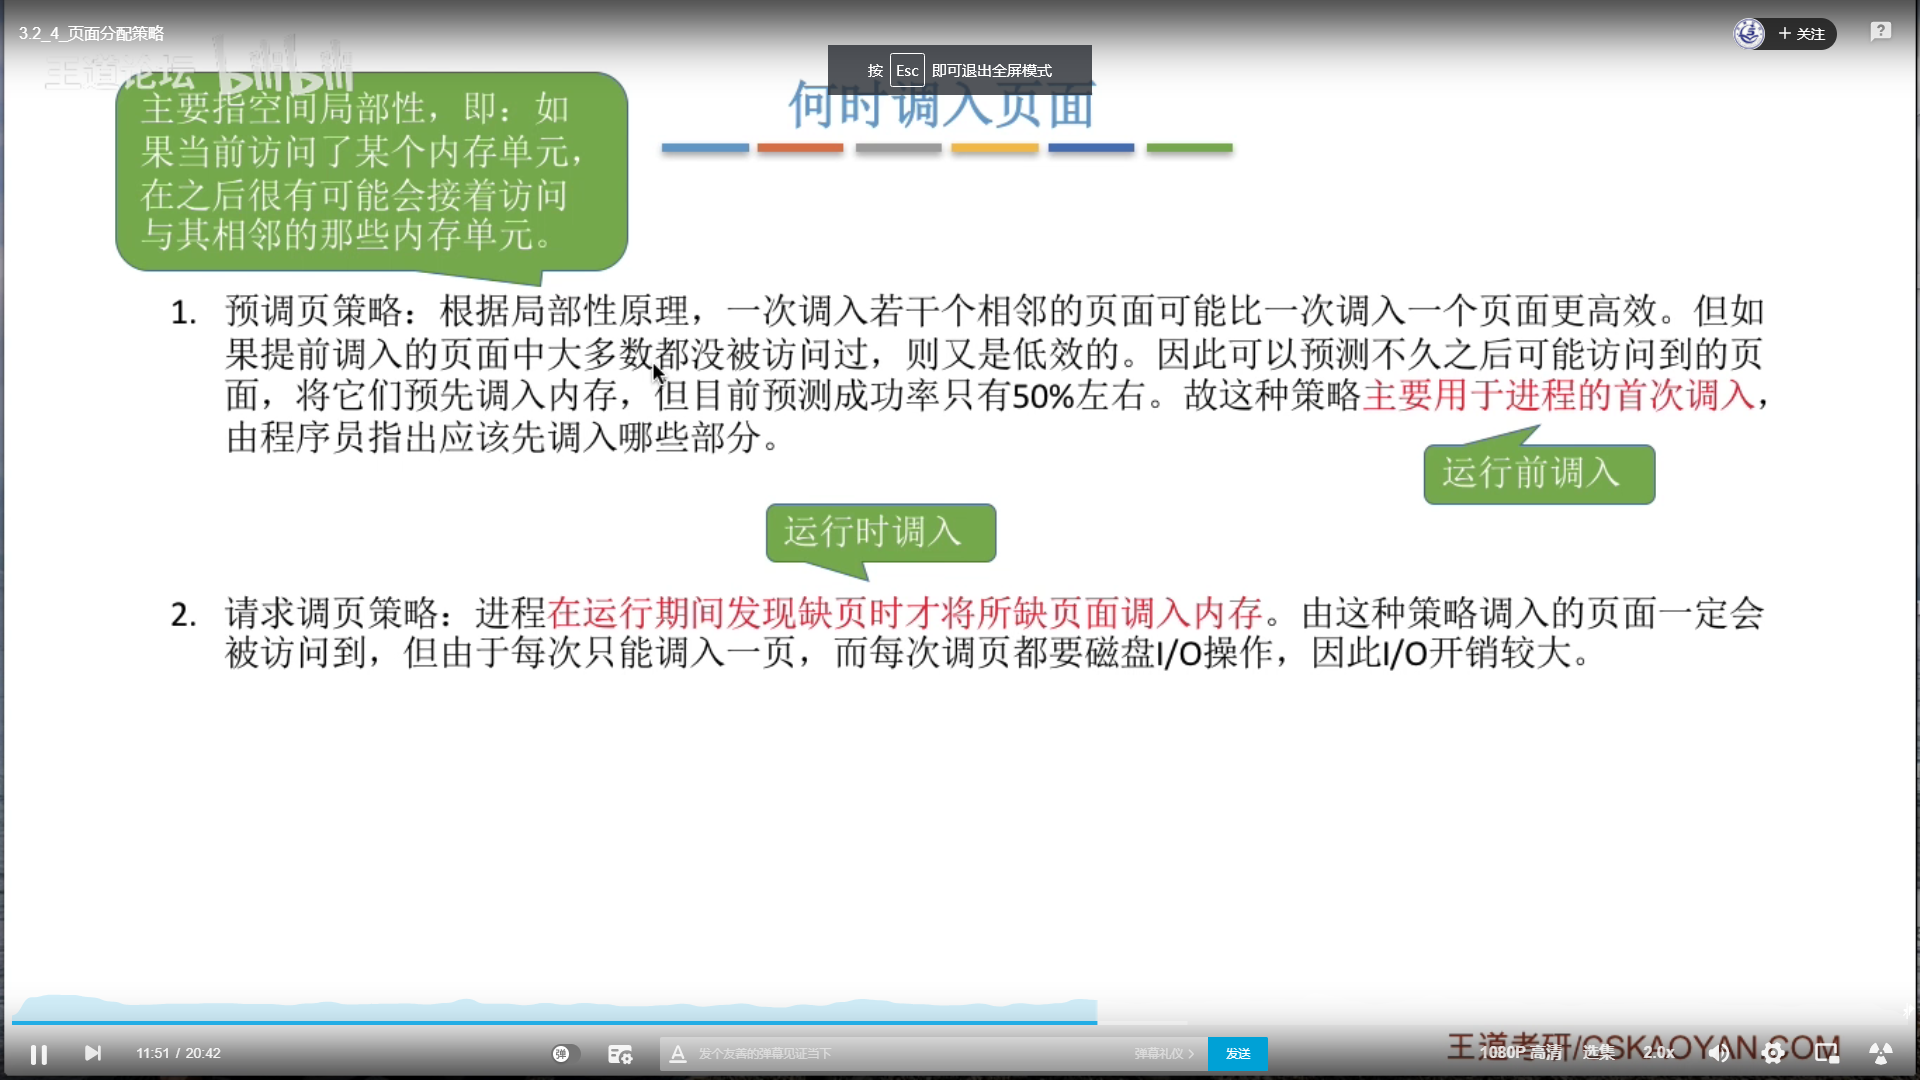 3.2_4_页面分配策略
关注
王道论坛 bilibili
按 Esc 即可退出全屏模式
何时调入页面
主要指空间局部性，即：如
果当前访问了某个内存单元，
在之后很有可能会接着访问
与其相邻的那些内存单元。
1. 预调页策略：根据局部性原理，一次调入若干个相邻的页面可能比一次调入一个页面更高效。但如
果提前调入的页面中大多数都没被访问过，则又是低效的。因此可以预测不久之后可能访问到的页
面，将它们预先调入内存，但目前预测成功率只有50%左右。故这种策略主要用于进程的首次调入，
由程序员指出应该先调入哪些部分。
运行前调入
运行时调入
2. 请求调页策略：进程在运行期间发现缺页时才将所缺页面调入内存。由这种策略调入的页面一定会
被访问到，但由于每次只能调入一页，而每次调页都要磁盘I/O操作，因此I/O开销较大。
王道考研/CSKAOYAN.COM
11:51 / 20:42
弹
发个友善的弹幕见证当下
弹幕礼仪
发送
1080P 高清
选集
2.0x